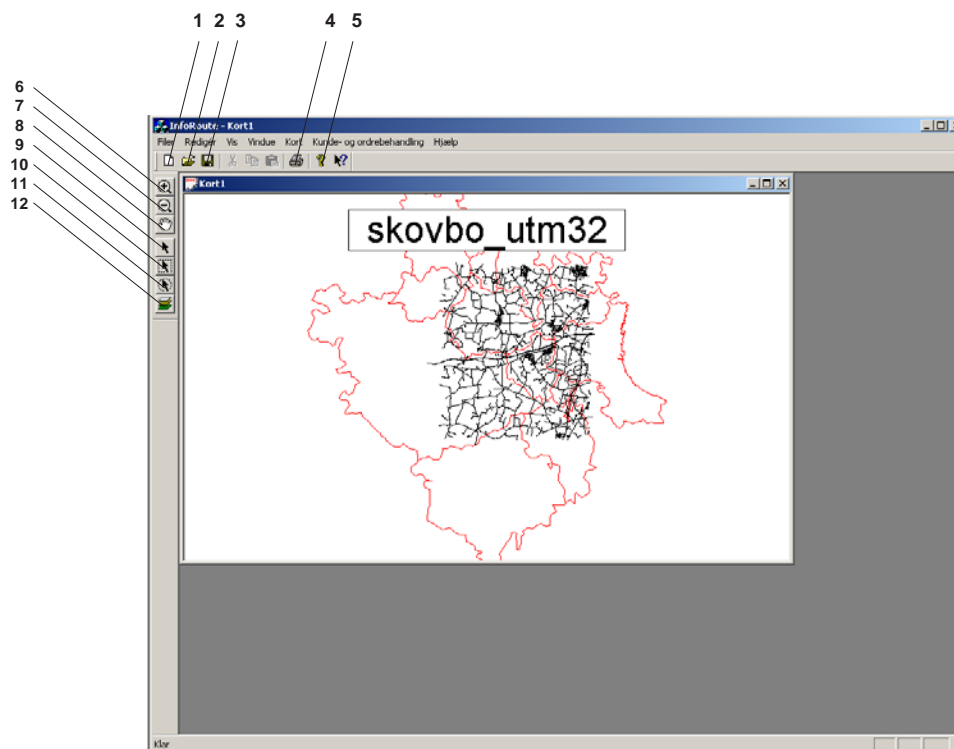 1 2 3 4 5
6
7
8
9
10
11
12
InfoRoute - Kort1
Filer Rediger Vis Vindue Kort Kunde- og ordrebehandling Hjælp
Kort1
skovbo_utm32
Klar